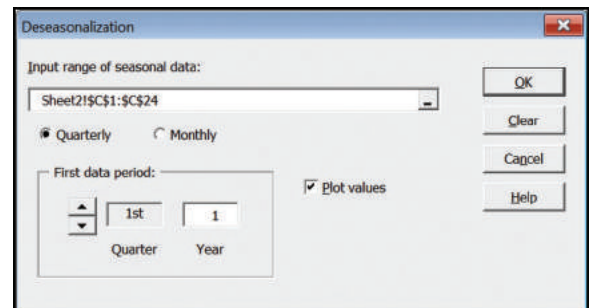 Deseasonalization
Input range of seasonal data:
Sheet2!$C$1:$C$24
Quarterly Monthly
First data period:
1st 1
Quarter Year
Plot values
OK
Clear
Cancel
Help